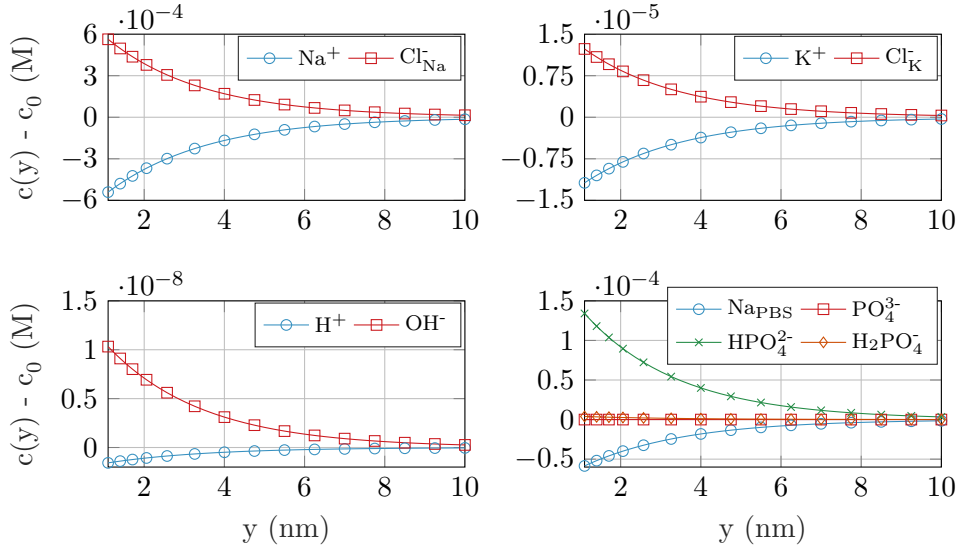 ·10⁻⁴
c(y) - c₀ (M)
6
3
0
−3
−6
2 4 6 8 10
Na⁺ Cl⁻Na
·10⁻⁵
1.5
0.75
0
−0.75
−1.5
2 4 6 8 10
K⁺ Cl⁻K
·10⁻⁸
c(y) - c₀ (M)
1.5
1
0.5
0
2 4 6 8 10
y (nm)
H⁺ OH⁻
·10⁻⁴
1.5
1
0.5
0
−0.5
2 4 6 8 10
y (nm)
Na_PBS PO₄³⁻
HPO₄²⁻ H₂PO₄⁻